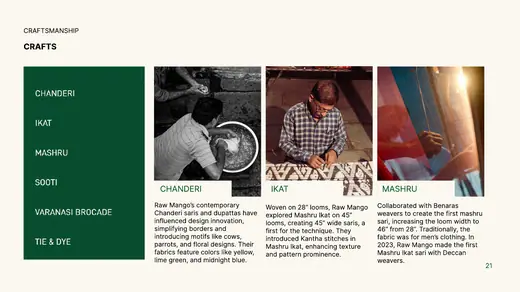 CRAFTSMANSHIP
CRAFTS
CHANDERI
IKAT
MASHRU
SOOTI
VARANASI BROCADE
TIE & DYE
CHANDERI
Raw Mango's contemporary
Chanderi saris and dupattas have
influenced design innovation,
simplifying borders and
introducing motifs like cows,
parrots, and floral designs. Their
fabrics feature colors like yellow,
lime green, and midnight blue.
IKAT
Woven on 28" looms, Raw Mango
explored Mashru Ikat on 45"
looms, creating 45" wide saris, a
first for the technique. They
introduced Kantha stitches in
Mashru Ikat, enhancing texture
and pattern prominence.
MASHRU
Collaborated with Benaras
weavers to create the first mashru
sari, increasing the loom width to
46" from 28". Traditionally, the
fabric was for men's clothing. In
2023, Raw Mango made the first
Mashru Ikat sari with Deccan
weavers.
21